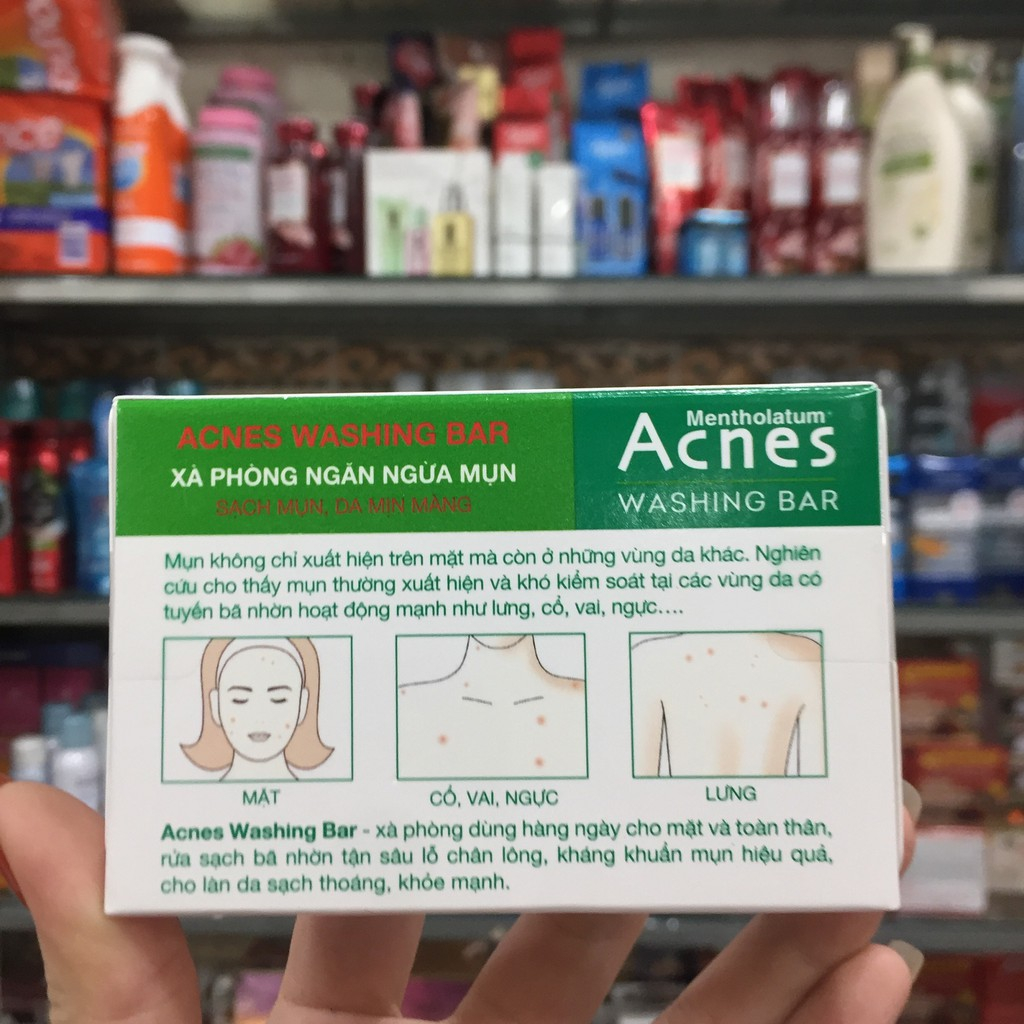 ACNES WASHING BAR
XÀ PHÒNG NGĂN NGỪA MỤN
SẠCH MỤN, DA MỊN MÀNG
Mentholatum
Acnes
WASHING BAR
Mụn không chỉ xuất hiện trên mặt mà còn ở những vùng da khác. Nghiên
cứu cho thấy mụn thường xuất hiện và khó kiểm soát tại các vùng da có
tuyến bã nhờn hoạt động mạnh như lưng, cổ, vai, ngực....
MẶT
CỔ, VAI, NGỰC
LƯNG
Acnes Washing Bar - xà phòng dùng hàng ngày cho mặt và toàn thân,
rửa sạch bã nhờn tận sâu lỗ chân lông, kháng khuẩn mụn hiệu quả,
cho làn da sạch thoáng, khỏe mạnh.